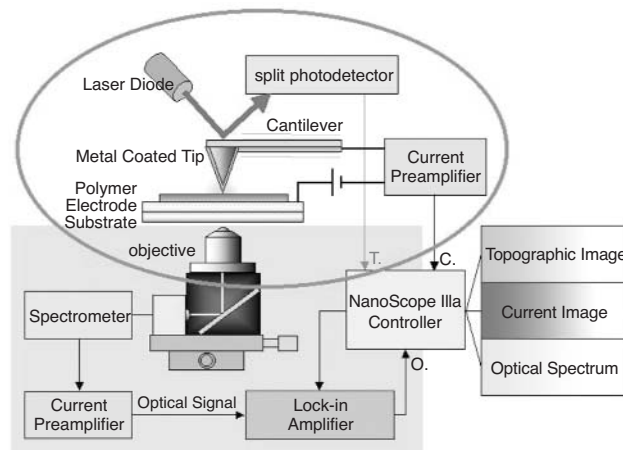 Laser Diode
split photodetector
Cantilever
Metal Coated Tip
Current
Preamplifier
Polymer
Electrode
Substrate
objective
T.
C.
Topographic Image
NanoScope IIIa
Controller
Spectrometer
Current Image
O.
Optical Spectrum
Current
Preamplifier
Optical Signal
Lock-in
Amplifier